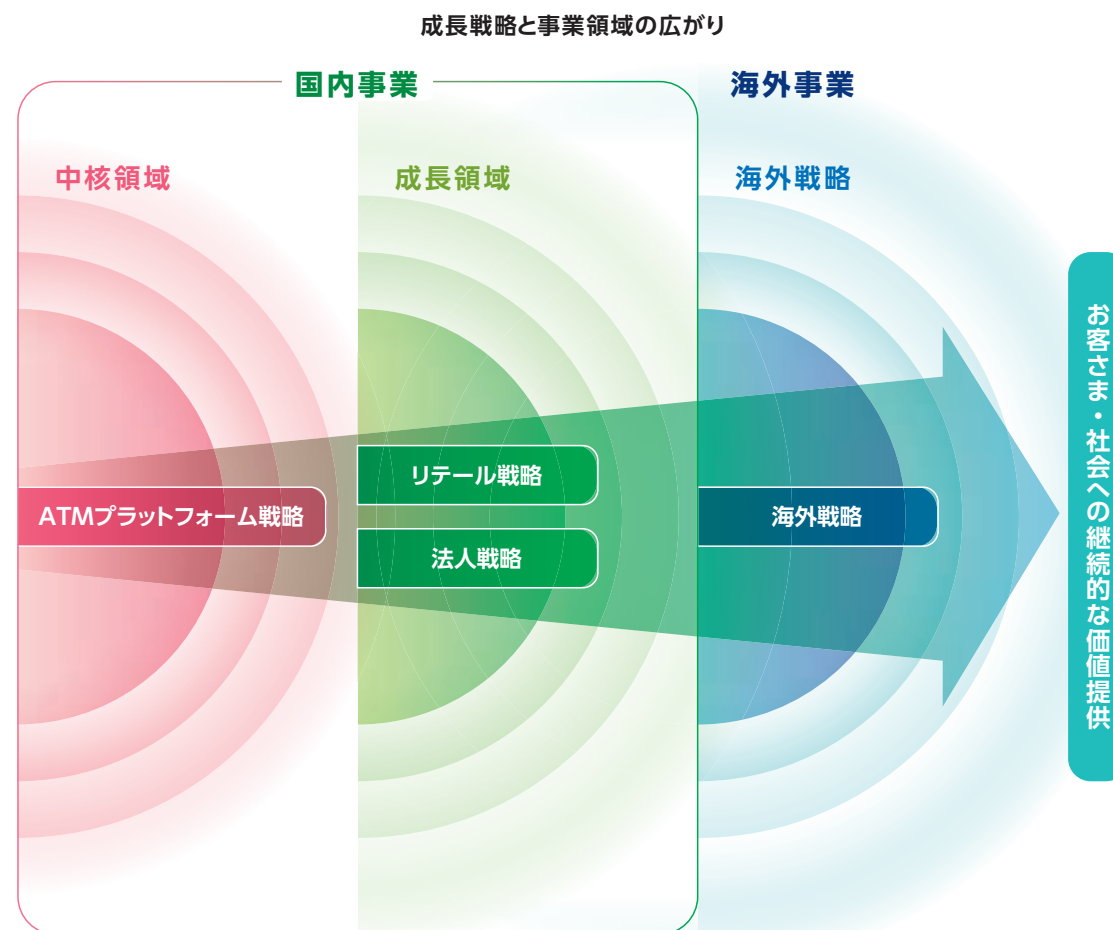 成長戦略と事業領域の広がり
国内事業
海外事業
中核領域
成長領域
海外戦略
ATMプラットフォーム戦略
リテール戦略
法人戦略
海外戦略
お客さま・社会への継続的な価値提供